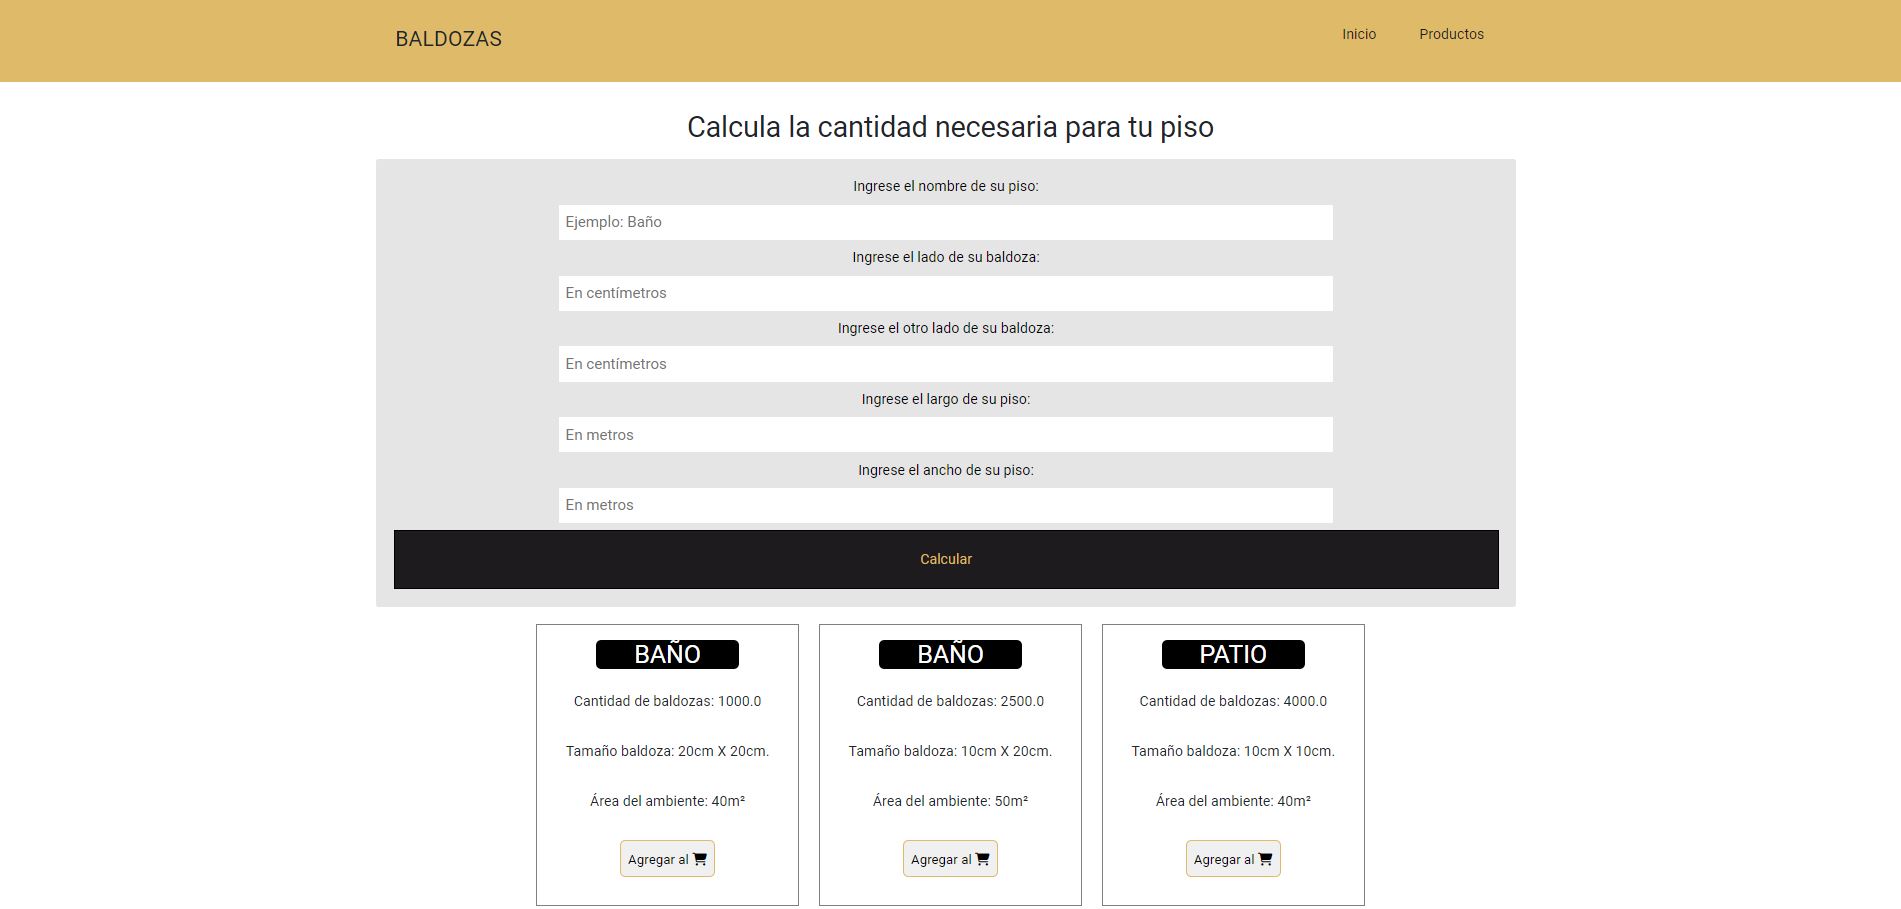 BALDOZAS
Inicio Productos
Calcula la cantidad necesaria para tu piso
Ingrese el nombre de su piso:
Ejemplo: Baño
Ingrese el lado de su baldoza:
En centímetros
Ingrese el otro lado de su baldoza:
En centímetros
Ingrese el largo de su piso:
En metros
Ingrese el ancho de su piso:
En metros
Calcular
BAÑO
Cantidad de baldozas: 1000.0
Tamaño baldoza: 20cm X 20cm.
Área del ambiente: 40m²
Agregar al
BAÑO
Cantidad de baldozas: 2500.0
Tamaño baldoza: 10cm X 20cm.
Área del ambiente: 50m²
Agregar al
PATIO
Cantidad de baldozas: 4000.0
Tamaño baldoza: 10cm X 10cm.
Área del ambiente: 40m²
Agregar al